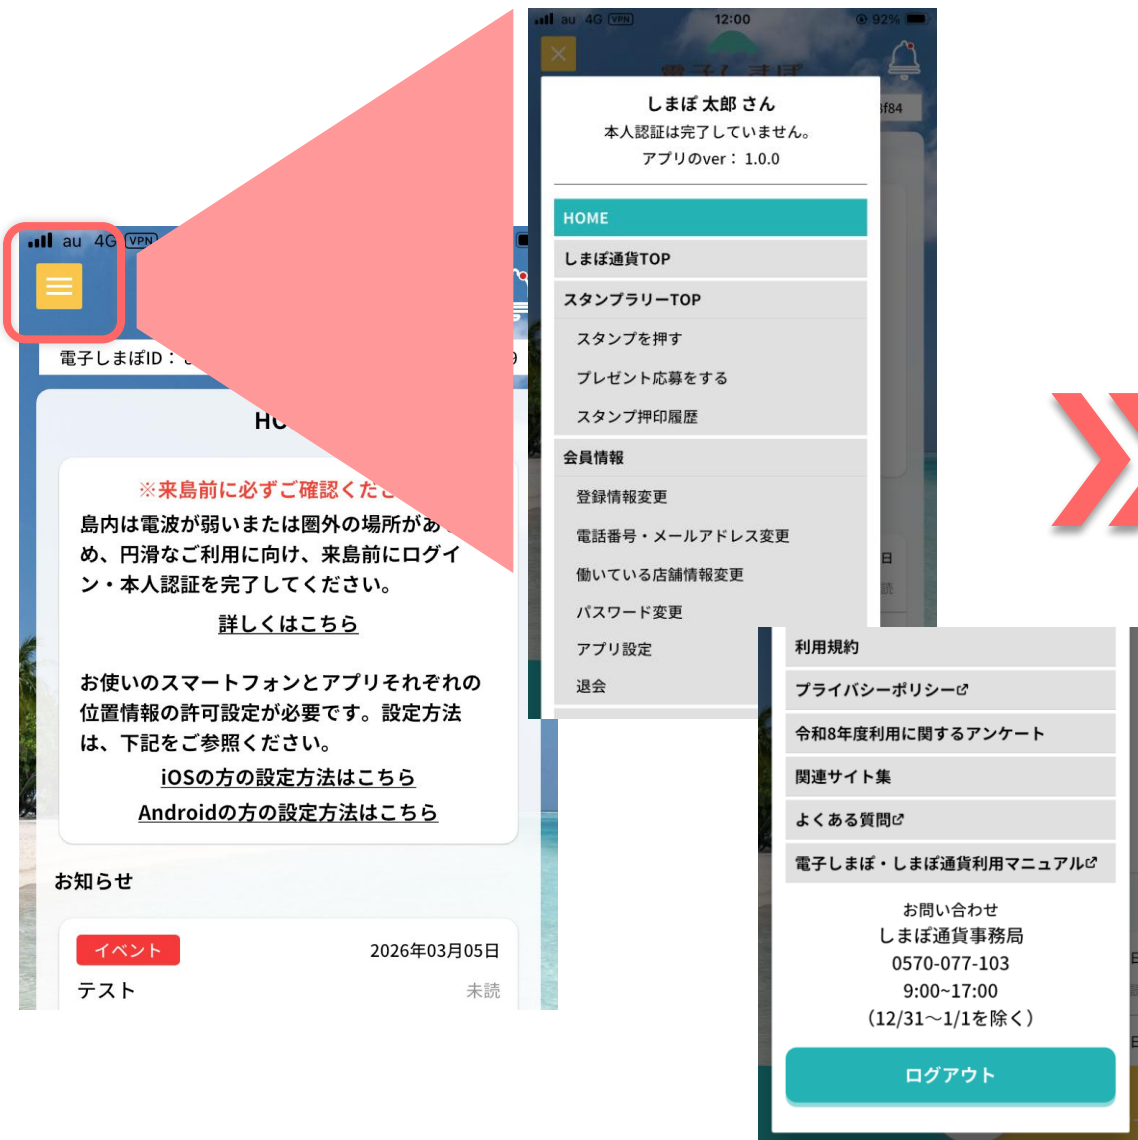 au 4G VPN
電子しまぽID：
※来島前に必ずご確認くださ
島内は電波が弱いまたは圏外の場所があ
め、円滑なご利用に向け、来島前にログイ
ン・本人認証を完了してください。
詳しくはこちら
お使いのスマートフォンとアプリそれぞれの
位置情報の許可設定が必要です。設定方法
は、下記をご参照ください。
iOSの方の設定方法はこちら
Androidの方の設定方法はこちら
お知らせ
イベント 2026年03月05日
テスト 未読
au 4G VPN 12:00 92%
電子しまぽ
しまぽ 太郎 さん
8f84
本人認証は完了していません。
アプリのver： 1.0.0
HOME
しまぽ通貨TOP
スタンプラリーTOP
スタンプを押す
プレゼント応募をする
スタンプ押印履歴
会員情報
登録情報変更
電話番号・メールアドレス変更
日
働いている店舗情報変更
読
パスワード変更
アプリ設定
退会
利用規約
プライバシーポリシー
令和8年度利用に関するアンケート
関連サイト集
よくある質問
電子しまぽ・しまぽ通貨利用マニュアル
お問い合わせ
しまぽ通貨事務局
0570-077-103
9:00~17:00
（12/31～1/1を除く）
ログアウト